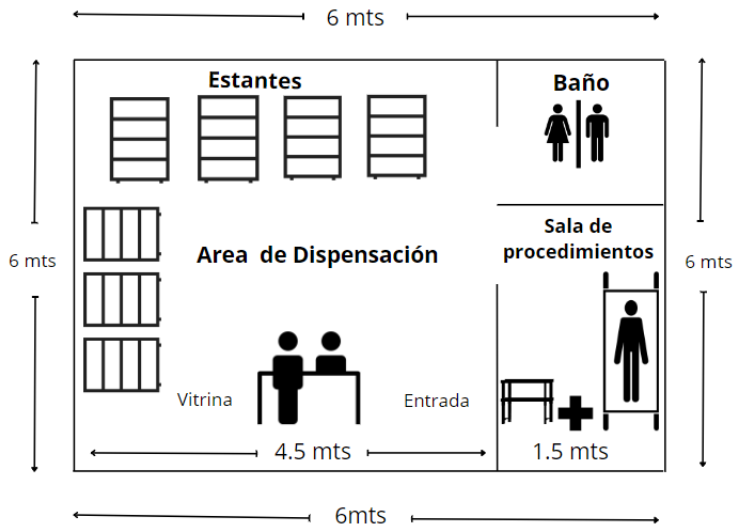 6 mts
Estantes
Baño
Sala de
procedimientos
Area de Dispensación
6 mts
6 mts
Vitrina
Entrada
4.5 mts
1.5 mts
6mts